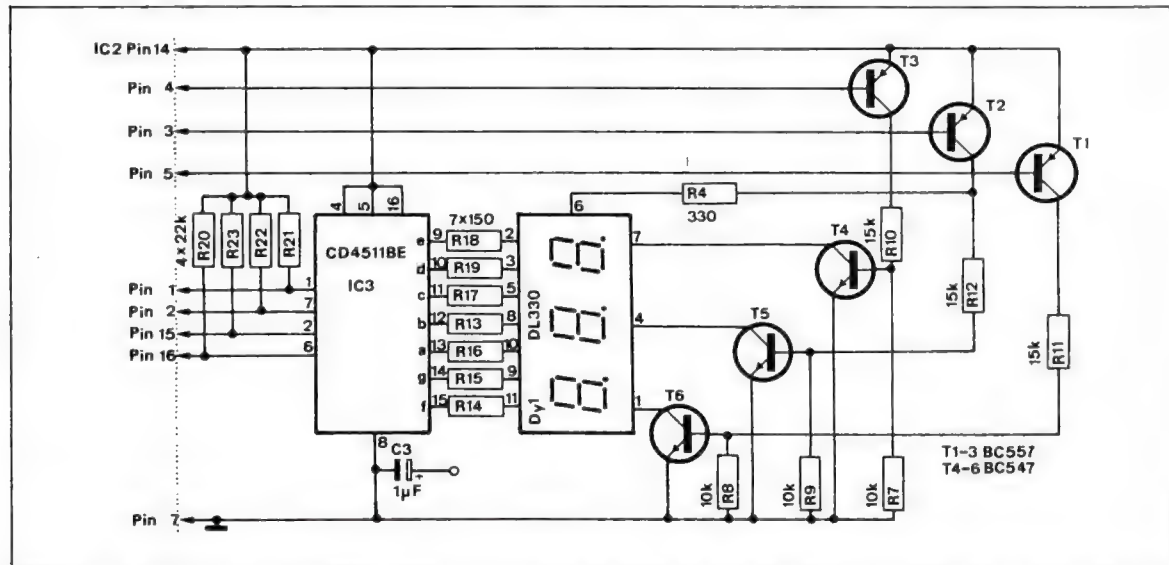 IC2 Pin 14
T3
Pin 4
T2
Pin 3
T1
Pin 5
R4
330
6
4 x 22k
R20
R23
R22
R21
4
5
16
CD4511BE
IC3
7x150
e 9 R18 2
d 10 R19 3
c 11 R17 5
b 12 R13 8
a 13 R16 10
g 14 R15 9
f 15 R14 11
DL330
Dy1
7
4
1
15k
R10
T4
15k
R12
T5
15k
R11
T6
Pin 1
1
Pin 2
7
Pin 15
2
Pin 16
6
8
C3
+
1µF
10k
R8
10k
R9
10k
R7
T1-3 BC557
T4-6 BC547
Pin 7